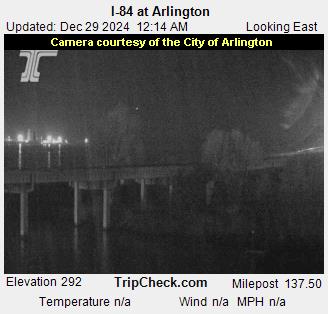 I-84 at Arlington
Updated: Dec 29 2024 12:14 AM Looking East
Camera courtesy of the City of Arlington
Elevation 292 TripCheck.com Milepost 137.50
Temperature n/a Wind n/a MPH n/a